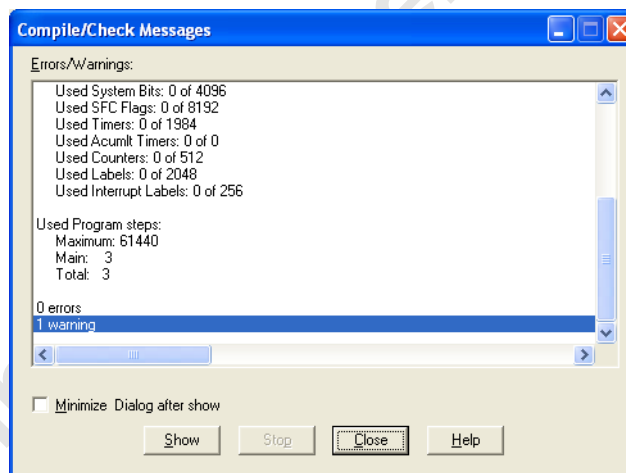 Compile/Check Messages
Errors/Warnings:
Used System Bits: 0 of 4096
Used SFC Flags: 0 of 8192
Used Timers: 0 of 1984
Used Acumlt Timers: 0 of 0
Used Counters: 0 of 512
Used Labels: 0 of 2048
Used Interrupt Labels: 0 of 256
Used Program steps:
Maximum: 61440
Main: 3
Total: 3
0 errors
1 warning
Minimize Dialog after show
Show Stop Close Help